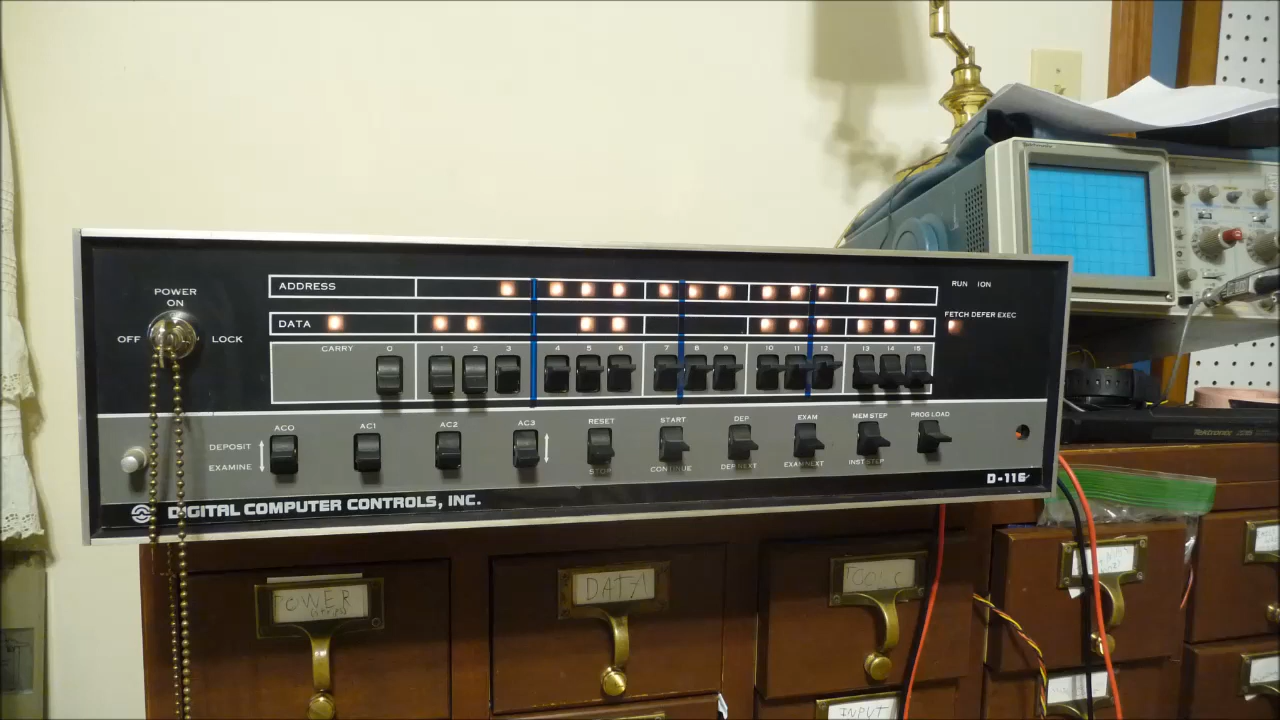 Tektronix
POWER
ON
OFF
LOCK
ADDRESS
RUN ION
DATA
FETCH DEFER EXEC
CARRY 0 1 2 3 4 5 6 7 8 9 10 11 12 13 14 15
AC0 AC1 AC2 AC3 RESET START DEP EXAM MEM STEP PROG LOAD
DEPOSIT
EXAMINE
STOP CONTINUE DEP NEXT EXAM NEXT INST STEP
D-116
DIGITAL COMPUTER CONTROLS, INC.
Tektronix
POWER
DATA
TOOLS
INPUT